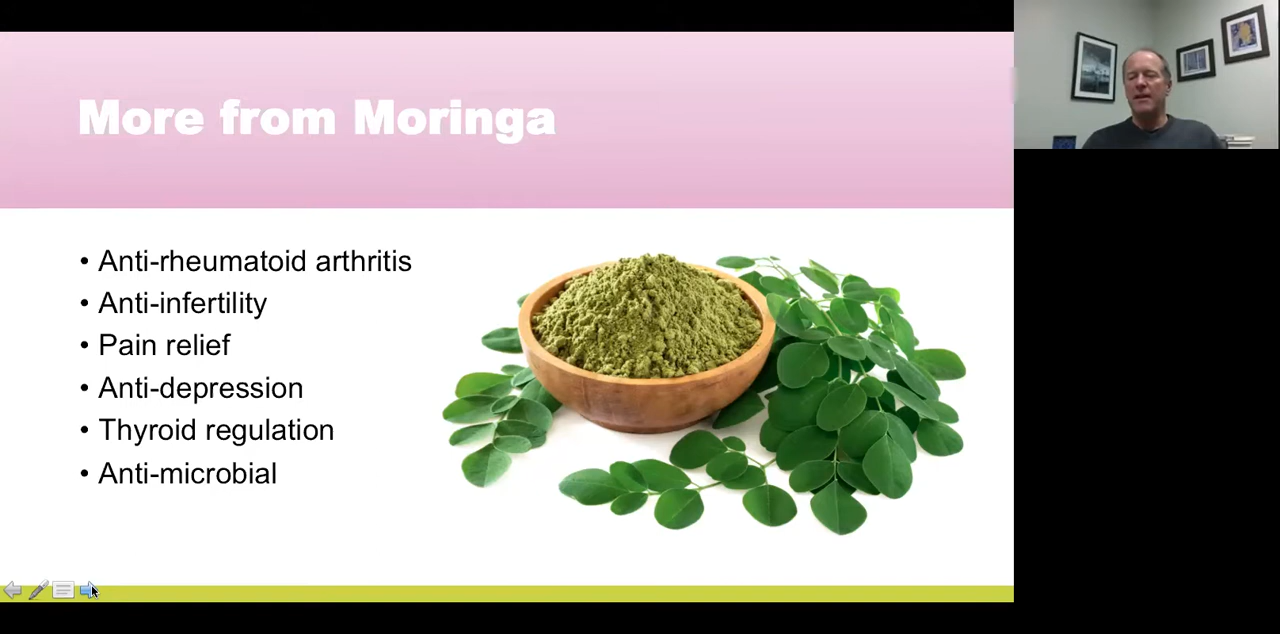 More from Moringa
• Anti-rheumatoid arthritis
• Anti-infertility
• Pain relief
• Anti-depression
• Thyroid regulation
• Anti-microbial